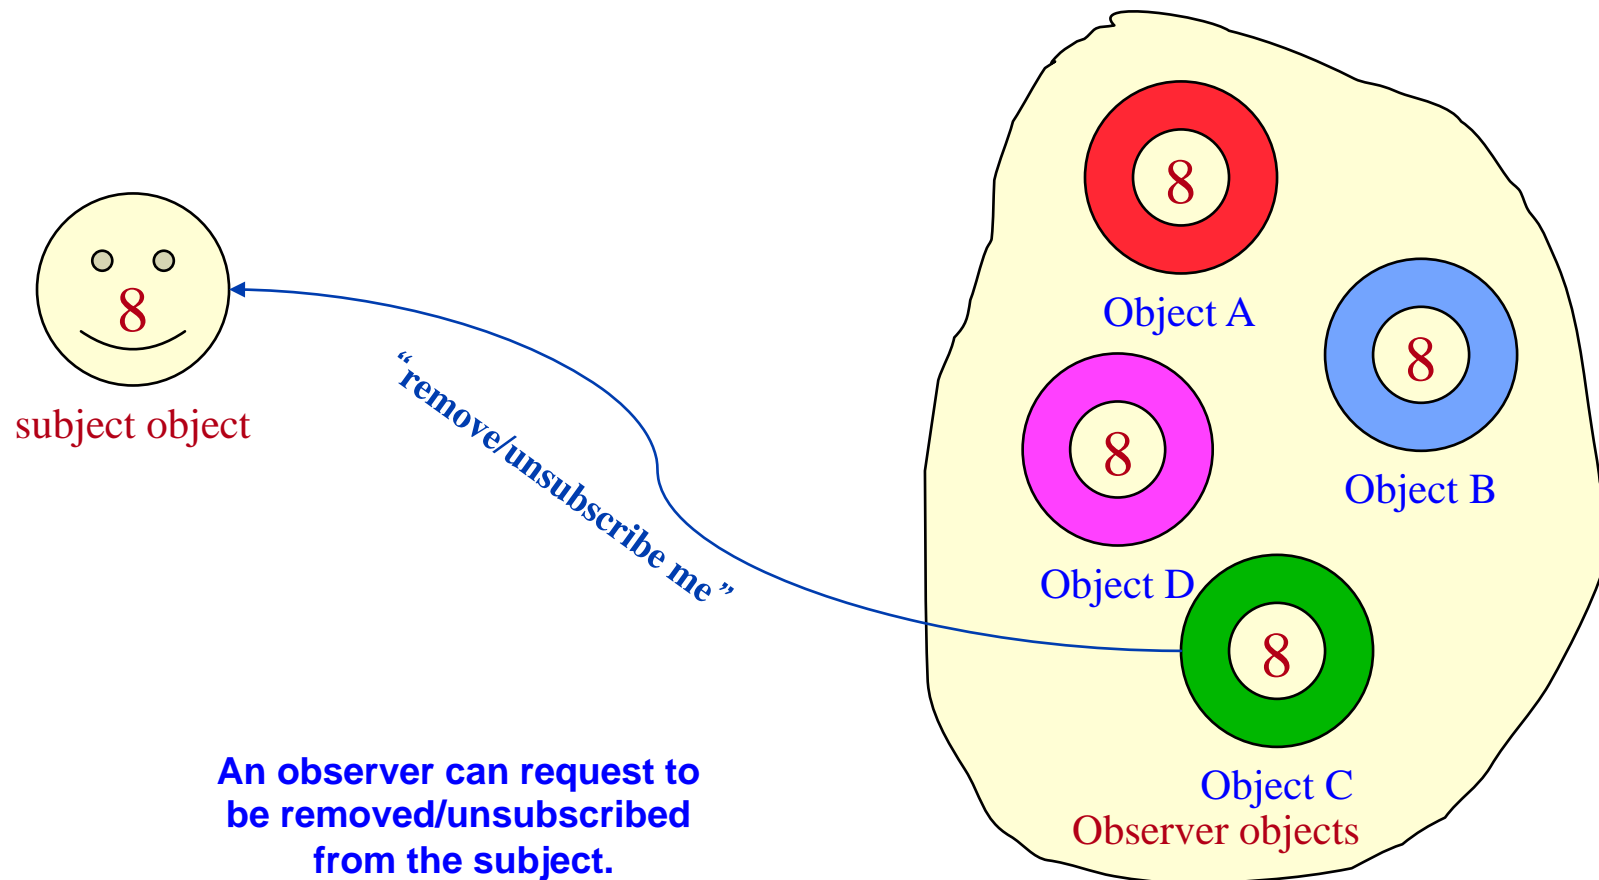 8
subject object
“remove/unsubscribe me”
8
Object A
8
Object B
8
Object D
8
Object C
Observer objects
An observer can request to
be removed/unsubscribed
from the subject.